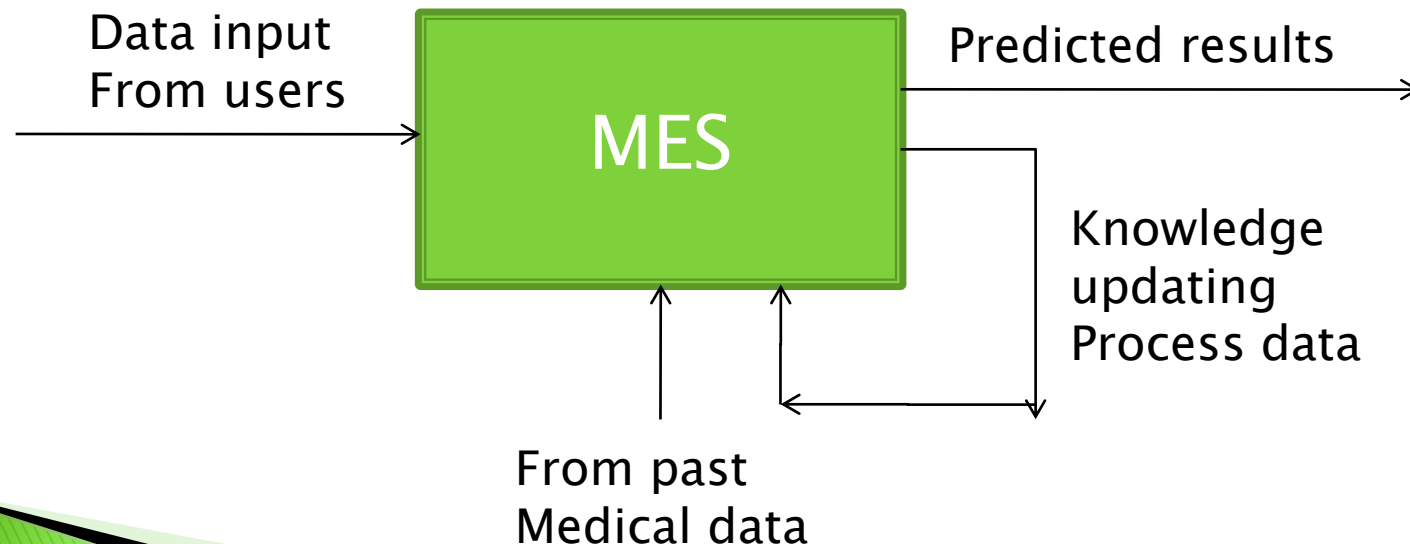 Data input
From users
MES
Predicted results
Knowledge
updating
Process data
From past
Medical data